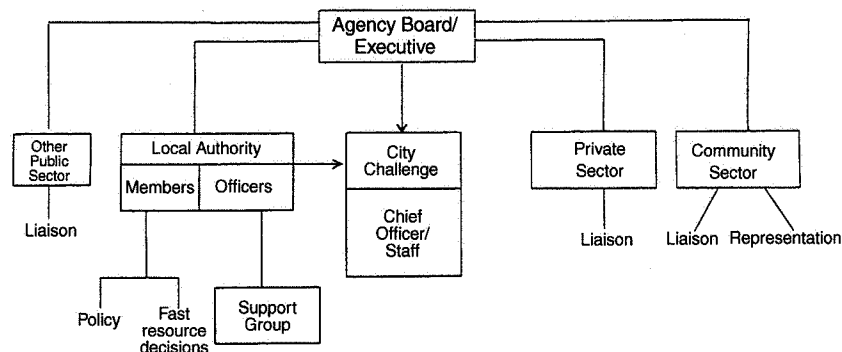 Agency Board/
Executive
Other
Public
Sector
Liaison
Local Authority
Members
Officers
Policy
Fast
resource
decisions
Support
Group
City
Challenge
Chief
Officer/
Staff
Private
Sector
Liaison
Community
Sector
Liaison
Representation